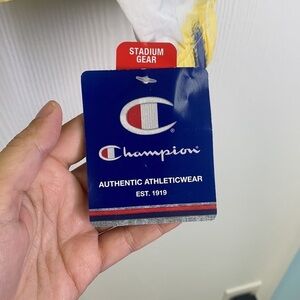 STADIUM
GEAR
Champion
AUTHENTIC ATHLETICWEAR
EST. 1919